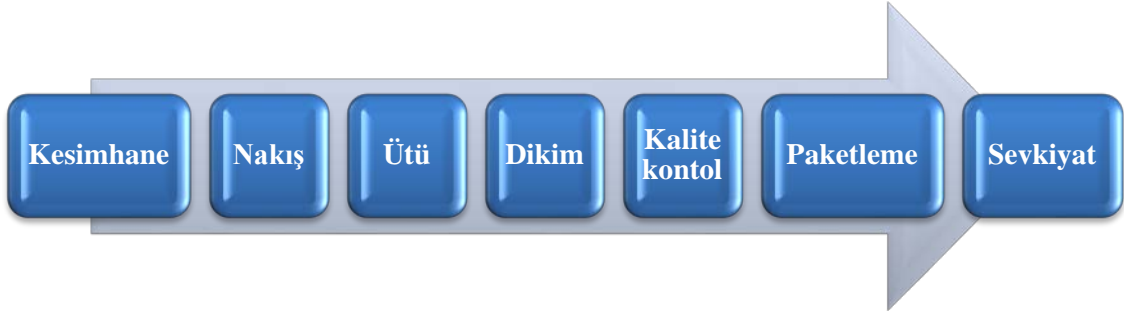 Kesimhane
Nakış
Ütü
Dikim
Kalite
kontol
Paketleme
Sevkiyat